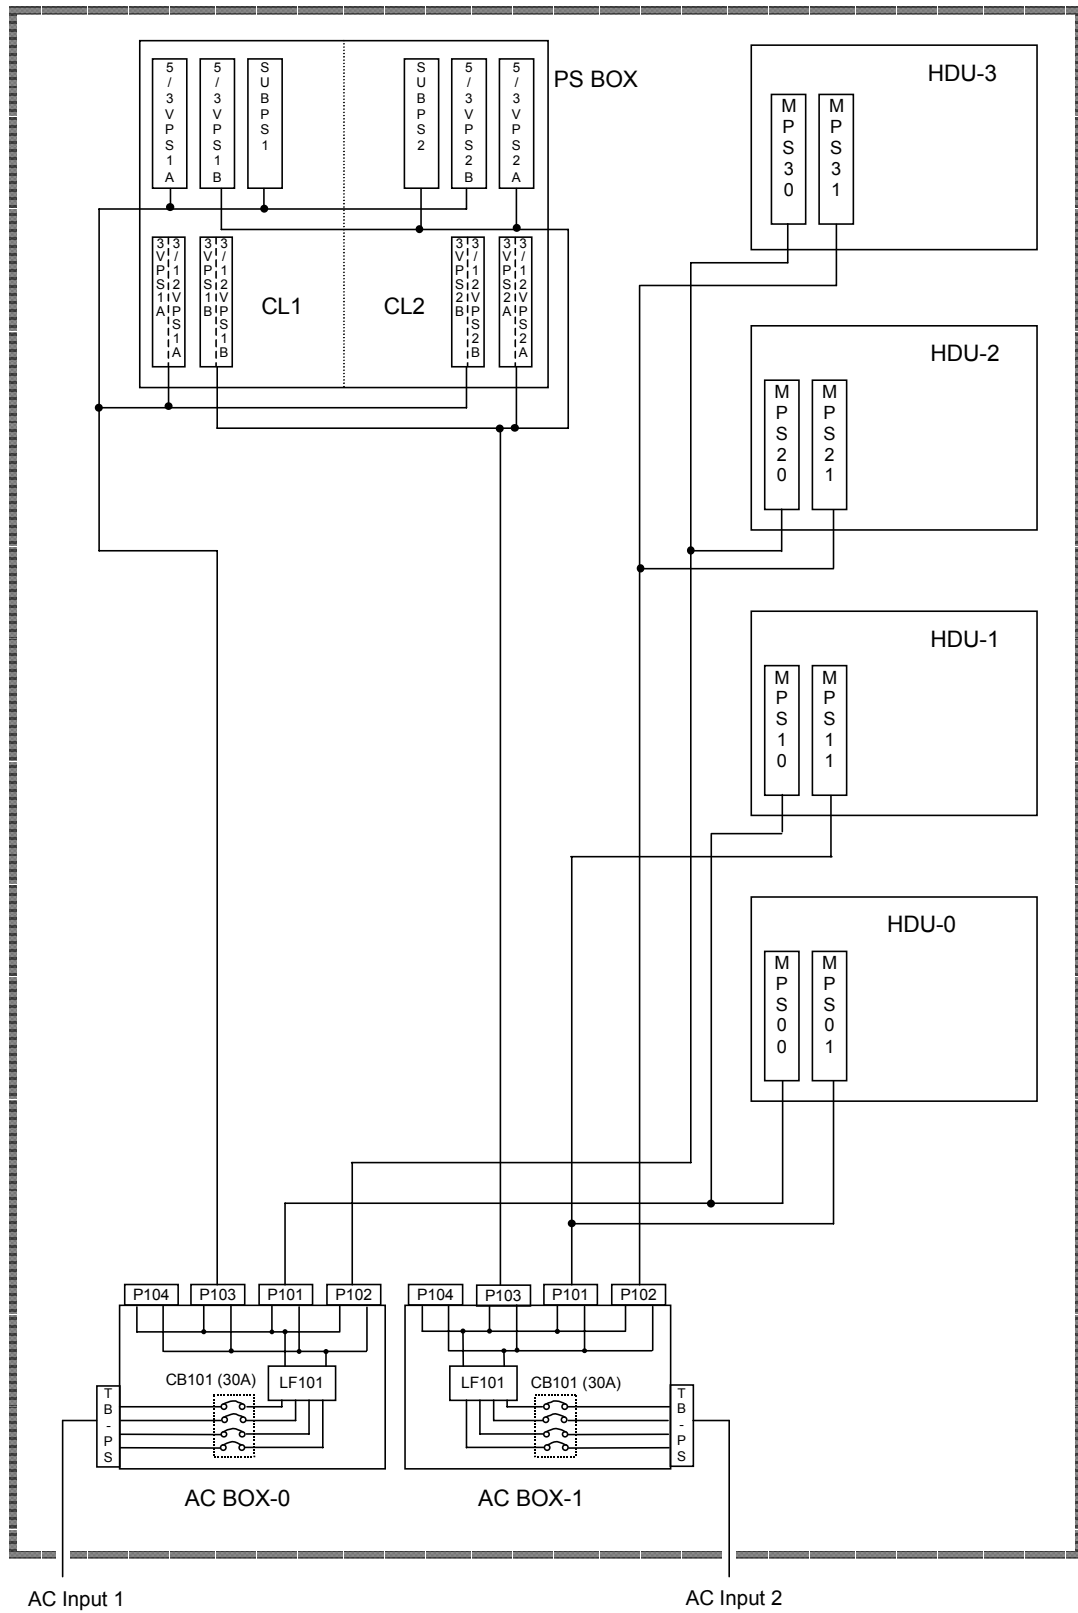 5/3VPS1A
5/3VPS1B
SUBPS1
SUBPS2
5/3VPS2B
5/3VPS2A
PS BOX
3VPS1A
3/12VPS1A
3VPS1B
3/12VPS1B
CL1
CL2
3VPS2B
3/12VPS2B
3VPS2A
3/12VPS2A
HDU-3
MPS30
MPS31
HDU-2
MPS20
MPS21
HDU-1
MPS10
MPS11
HDU-0
MPS00
MPS01
P104
P103
P101
P102
CB101 (30A)
LF101
TB-PS
AC BOX-0
P104
P103
P101
P102
LF101
CB101 (30A)
TB-PS
AC BOX-1
AC Input 1
AC Input 2